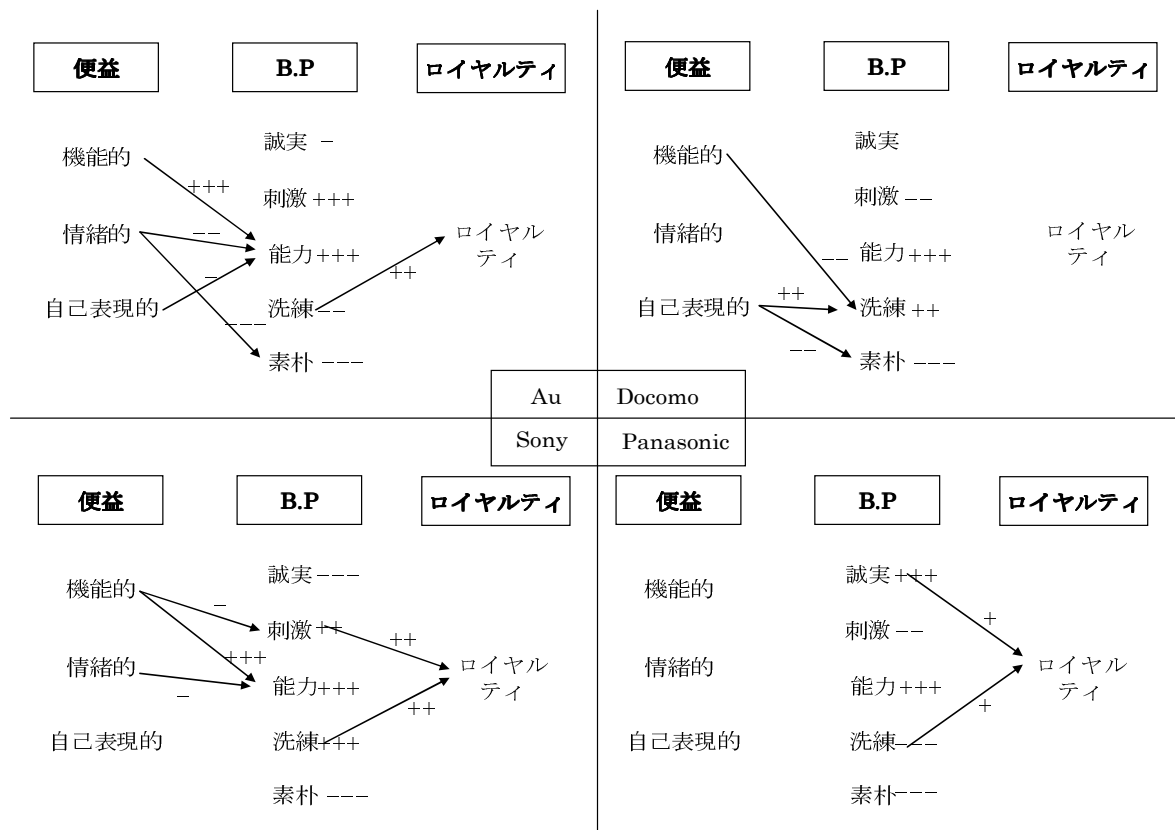 便益 B.P ロイヤルティ
誠実 −
機能的
+++
刺激 +++
情緒的
−−
能力 +++
ロイヤル
ティ
−
++
自己表現的
洗練 −−
−−−
素朴 −−−
便益 B.P ロイヤルティ
誠実
機能的
刺激 −−
情緒的
能力 +++
ロイヤル
ティ
−−
自己表現的
++
洗練 ++
−−
素朴 −−−
Au Docomo
Sony Panasonic
便益 B.P ロイヤルティ
誠実 −−−
機能的
−
刺激 ++
++
+++
情緒的
ロイヤル
ティ
−
能力+++
++
自己表現的
洗練+++
素朴 −−−
便益 B.P ロイヤルティ
誠実 +++
機能的
+
刺激 −−
情緒的
ロイヤル
ティ
能力+++
+
自己表現的
洗練−−−
素朴−−−